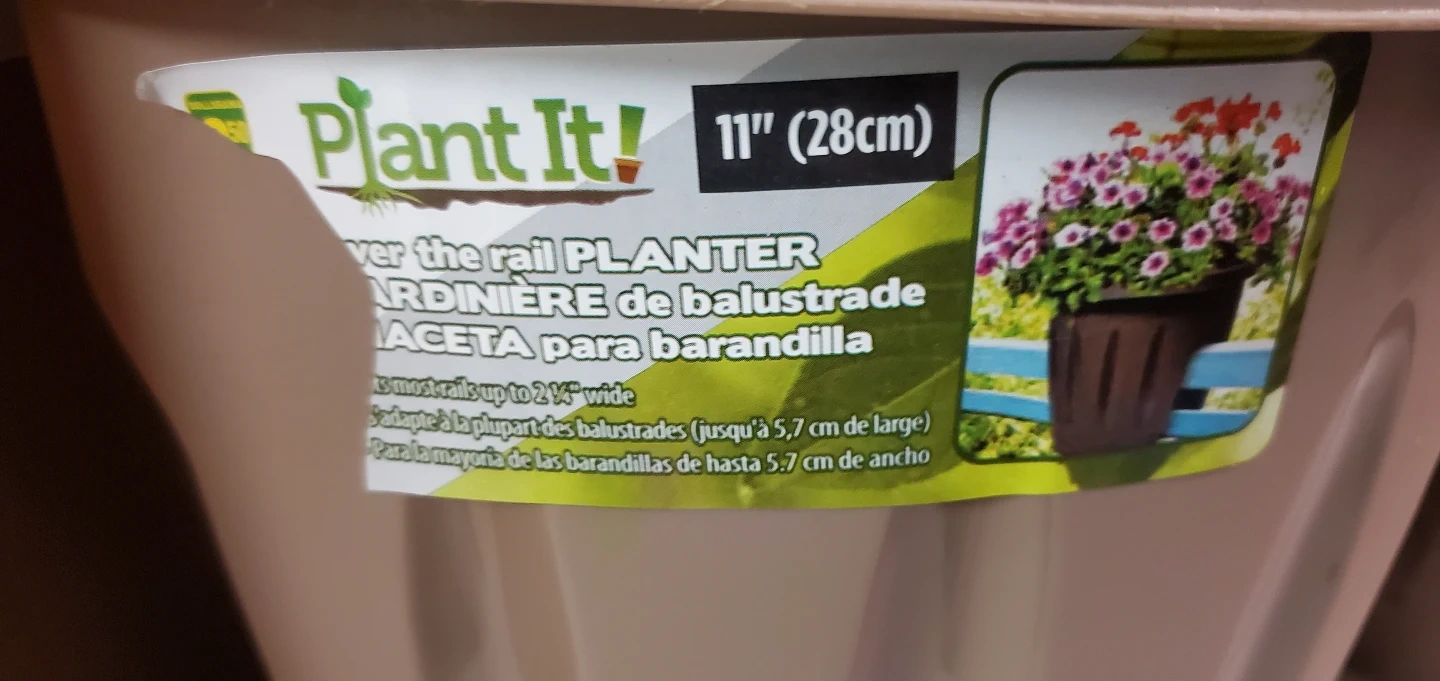 Plant It!
11" (28cm)
ver the rail PLANTER
ARDINIÈRE de balustrade
ACETA para barandilla
ts most rails up to 2 ¼" wide
s'adapte à la plupart des balustrades (jusqu'à 5,7 cm de large)
Para la mayoria de las barandillas de hasta 5.7 cm de ancho